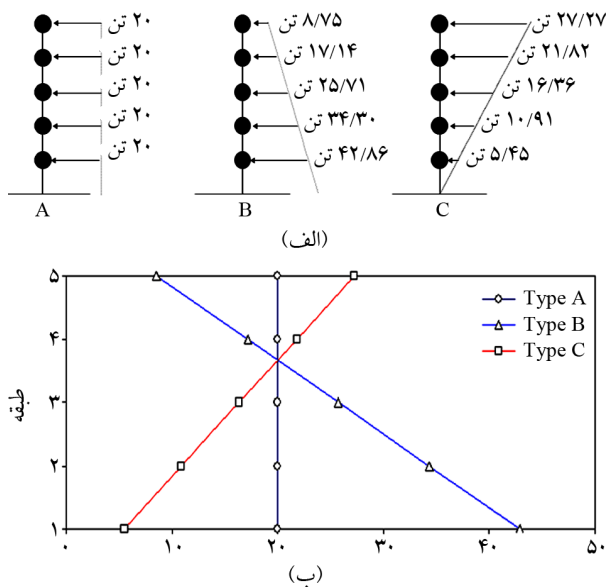 ۲۰ تن
۲۰ تن
۲۰ تن
۲۰ تن
۲۰ تن
A
۸/۷۵ تن
۱۷/۱۴ تن
۲۵/۷۱ تن
۳۴/۳۰ تن
۴۲/۸۶ تن
B
۲۷/۲۷ تن
۲۱/۸۲ تن
۱۶/۳۶ تن
۱۰/۹۱ تن
۵/۴۵ تن
C
(الف)
طبقه
۵
۴
۳
۲
۱
Type A
Type B
Type C
۰ ۱۰ ۲۰ ۳۰ ۴۰ ۵۰
(ب)